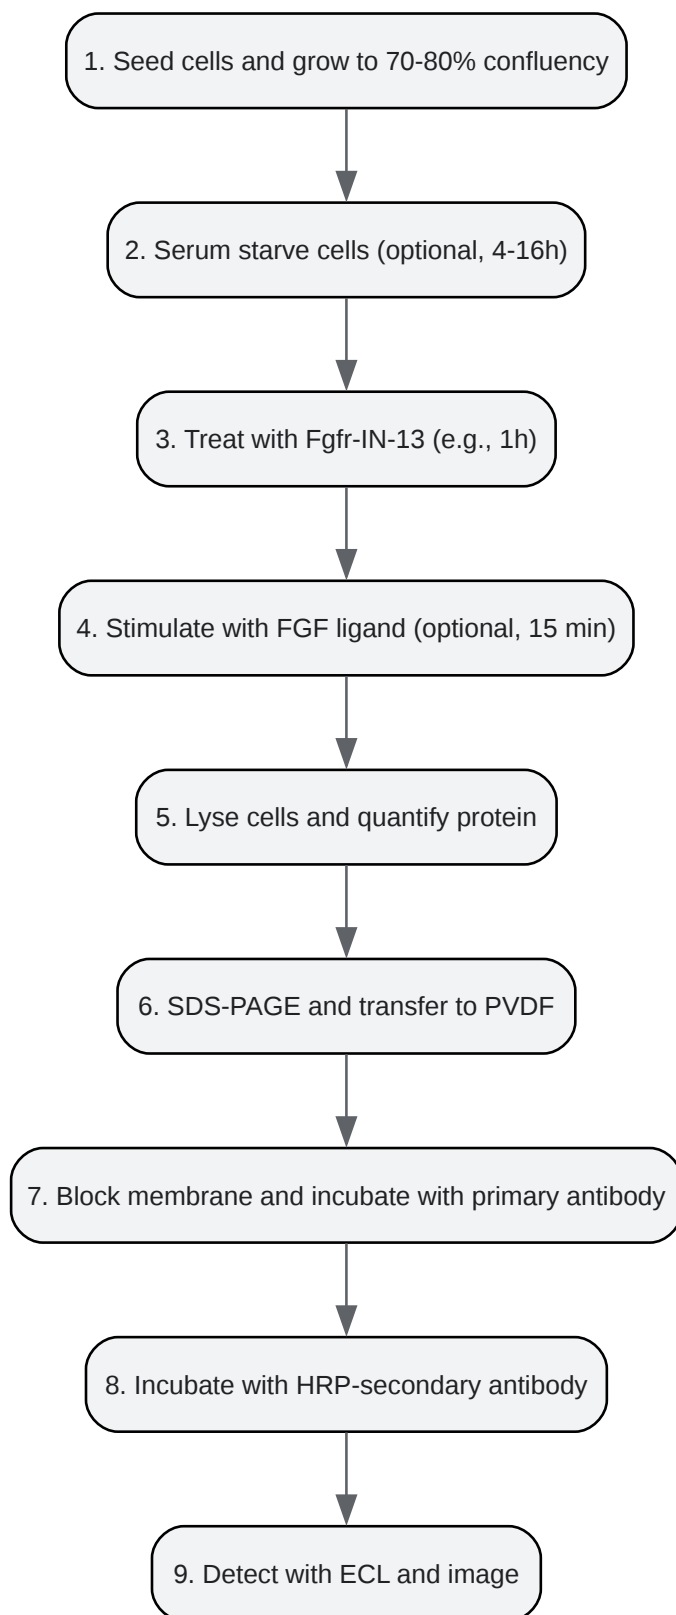 1. Seed cells and grow to 70-80% confluency
2. Serum starve cells (optional, 4-16h)
3. Treat with Fgfr-IN-13 (e.g., 1h)
4. Stimulate with FGF ligand (optional, 15 min)
5. Lyse cells and quantify protein
6. SDS-PAGE and transfer to PVDF
7. Block membrane and incubate with primary antibody
8. Incubate with HRP-secondary antibody
9. Detect with ECL and image